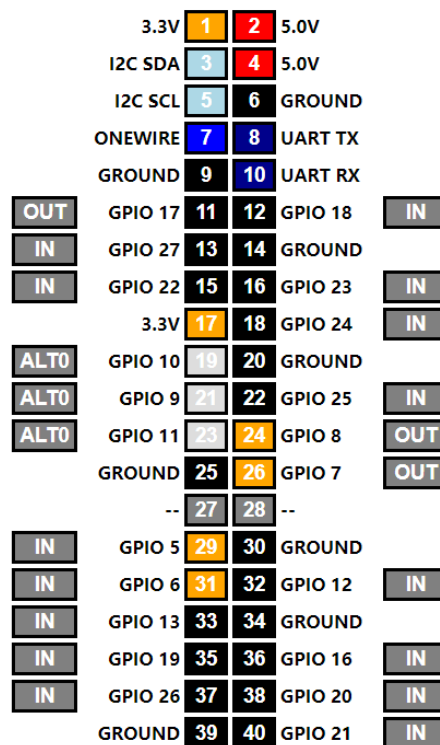 3.3V 1 2 5.0V
I2C SDA 3 4 5.0V
I2C SCL 5 6 GROUND
ONEWIRE 7 8 UART TX
GROUND 9 10 UART RX
OUT GPIO 17 11 12 GPIO 18 IN
IN GPIO 27 13 14 GROUND
IN GPIO 22 15 16 GPIO 23 IN
3.3V 17 18 GPIO 24 IN
ALT0 GPIO 10 19 20 GROUND
ALT0 GPIO 9 21 22 GPIO 25 IN
ALT0 GPIO 11 23 24 GPIO 8 OUT
GROUND 25 26 GPIO 7 OUT
-- 27 28 --
IN GPIO 5 29 30 GROUND
IN GPIO 6 31 32 GPIO 12 IN
IN GPIO 13 33 34 GROUND
IN GPIO 19 35 36 GPIO 16 IN
IN GPIO 26 37 38 GPIO 20 IN
GROUND 39 40 GPIO 21 IN